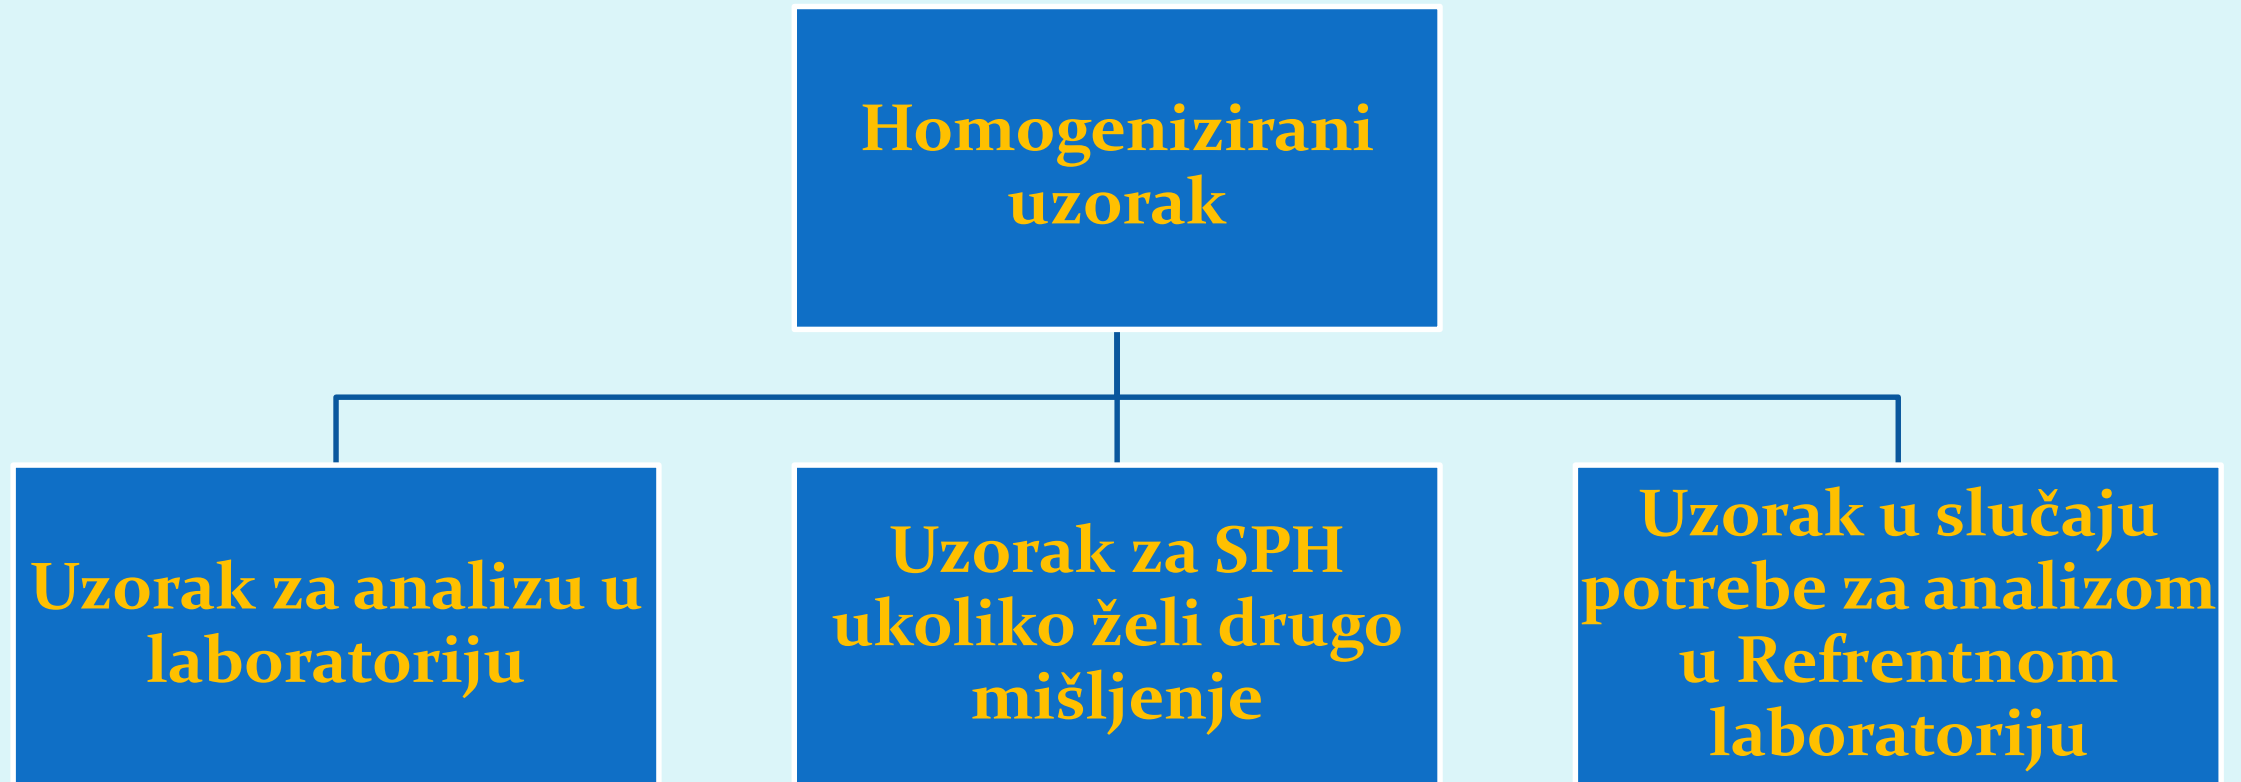 Homogenizirani
uzorak
Uzorak za analizu u
laboratoriju
Uzorak za SPH
ukoliko želi drugo
mišljenje
Uzorak u slučaju
potrebe za analizom
u Refrentnom
laboratoriju